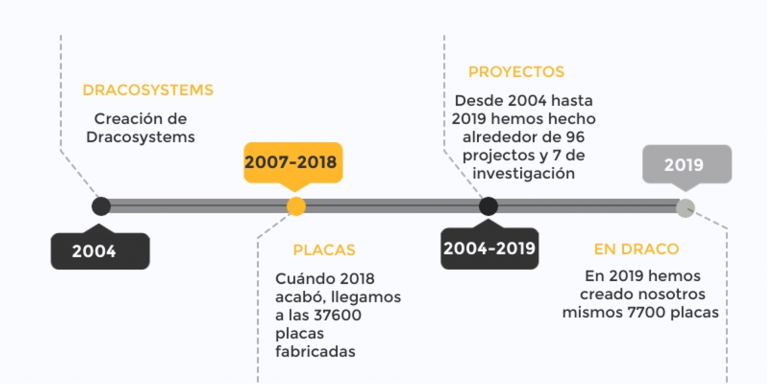 DRACOSYSTEMS
Creación de
Dracosystems
2004
2007-2018
PLACAS
Cuándo 2018
acabó, llegamos
a las 37600
placas
fabricadas
PROYECTOS
Desde 2004 hasta
2019 hemos hecho
alrededor de 96
projectos y 7 de
investigación
2004-2019
2019
EN DRACO
En 2019 hemos
creado nosotros
mismos 7700 placas